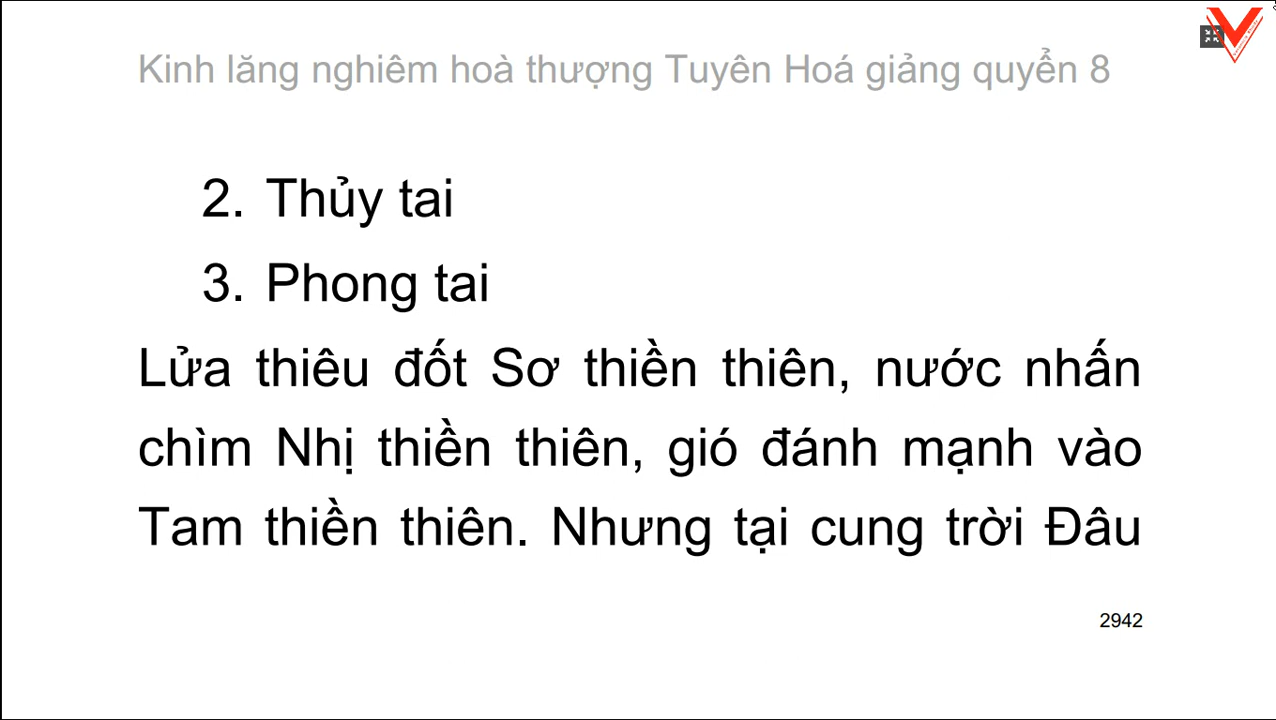 Kinh lăng nghiêm hoà thượng Tuyên Hoá giảng quyển 8
2. Thủy tai
3. Phong tai
Lửa thiêu đốt Sơ thiền thiên, nước nhấn
chìm Nhị thiền thiên, gió đánh mạnh vào
Tam thiền thiên. Nhưng tại cung trời Đâu
2942